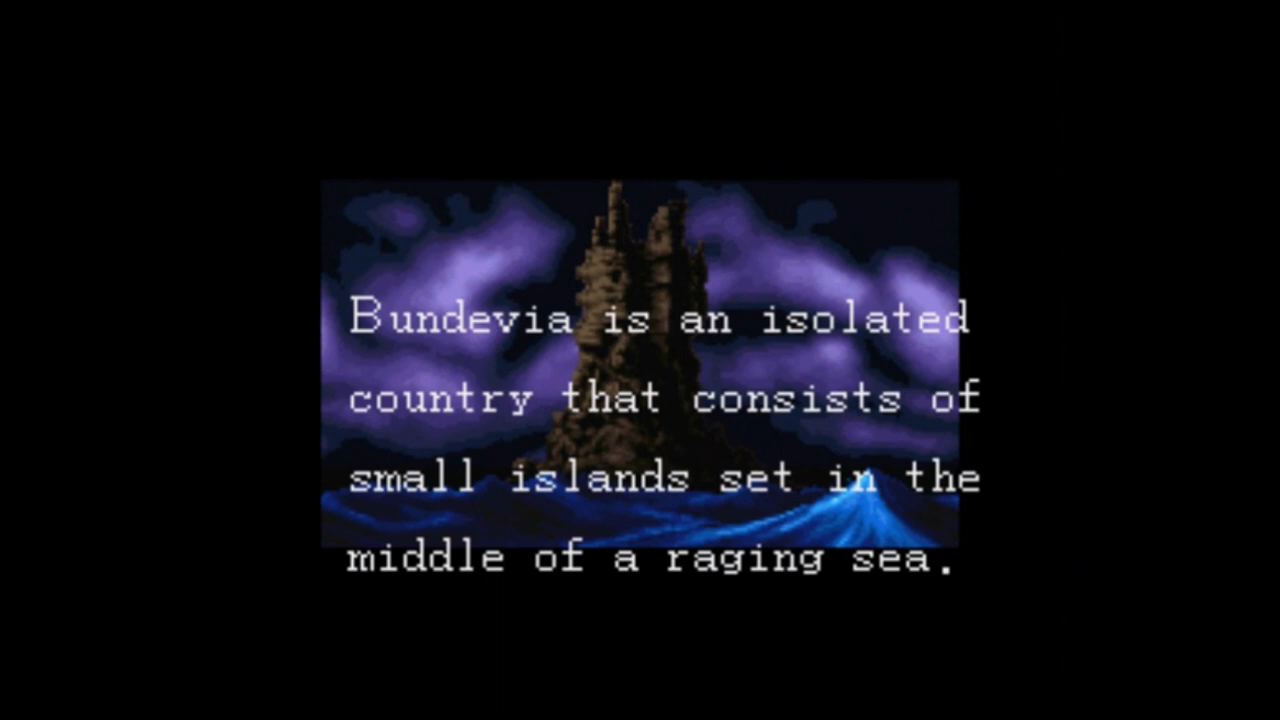 Bundevia is an isolated
country that consists of
small islands set in the
middle of a raging sea.